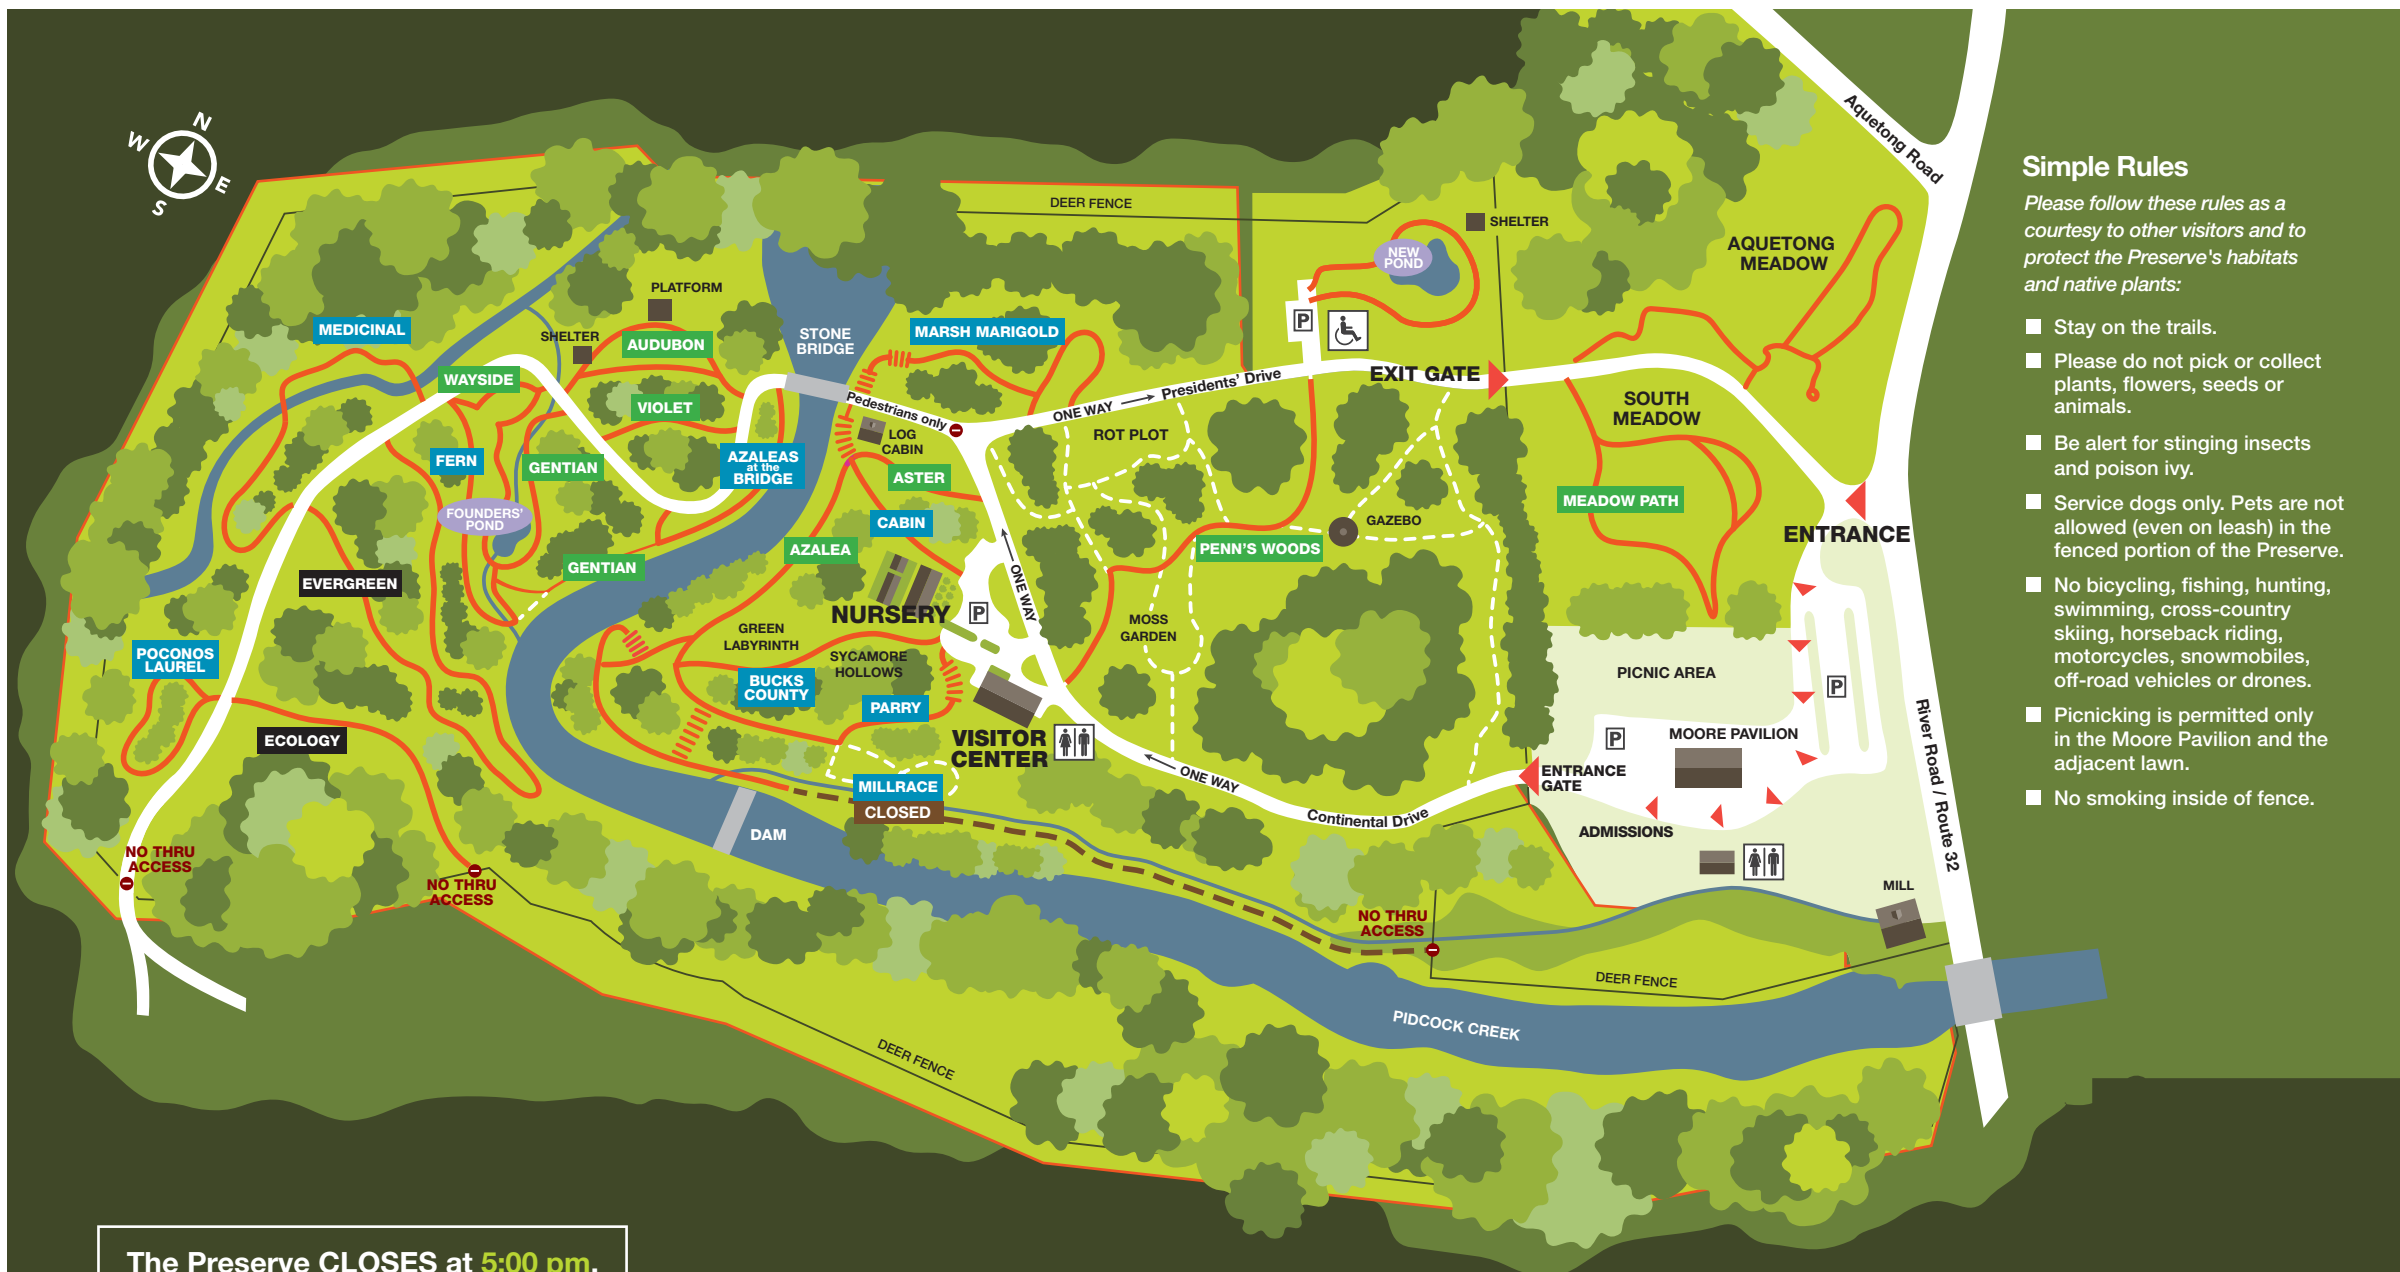 N
W
E
S
Aquetong Road
DEER FENCE
SHELTER
NEW
POND
AQUETONG
MEADOW
PLATFORM
SHELTER
MEDICINAL
AUDUBON
STONE
BRIDGE
MARSH MARIGOLD
P
WAYSIDE
VIOLET
Pedestrians only
ONE WAY
Presidents' Drive
EXIT GATE
SOUTH
MEADOW
LOG
CABIN
ROT PLOT
FERN
GENTIAN
AZALEAS
at the
BRIDGE
ASTER
MEADOW PATH
FOUNDERS'
POND
CABIN
GAZEBO
ENTRANCE
AZALEA
PENN'S WOODS
GENTIAN
EVERGREEN
ONE WAY
NURSERY
P
MOSS
GARDEN
GREEN
LABYRINTH
SYCAMORE
HOLLOWS
POCONOS
LAUREL
BUCKS
COUNTY
PARRY
PICNIC AREA
P
ECOLOGY
VISITOR
CENTER
P
MOORE PAVILION
River Road / Route 32
MILLRACE
CLOSED
ONE WAY
Continental Drive
ENTRANCE
GATE
DAM
ADMISSIONS
NO THRU
ACCESS
NO THRU
ACCESS
NO THRU
ACCESS
MILL
DEER FENCE
PIDCOCK CREEK
DEER FENCE
Simple Rules
Please follow these rules as a
courtesy to other visitors and to
protect the Preserve's habitats
and native plants:
Stay on the trails.
Please do not pick or collect
plants, flowers, seeds or
animals.
Be alert for stinging insects
and poison ivy.
Service dogs only. Pets are not
allowed (even on leash) in the
fenced portion of the Preserve.
No bicycling, fishing, hunting,
swimming, cross-country
skiing, horseback riding,
motorcycles, snowmobiles,
off-road vehicles or drones.
Picnicking is permitted only
in the Moore Pavilion and the
adjacent lawn.
No smoking inside of fence.
The Preserve CLOSES at 5:00 pm.